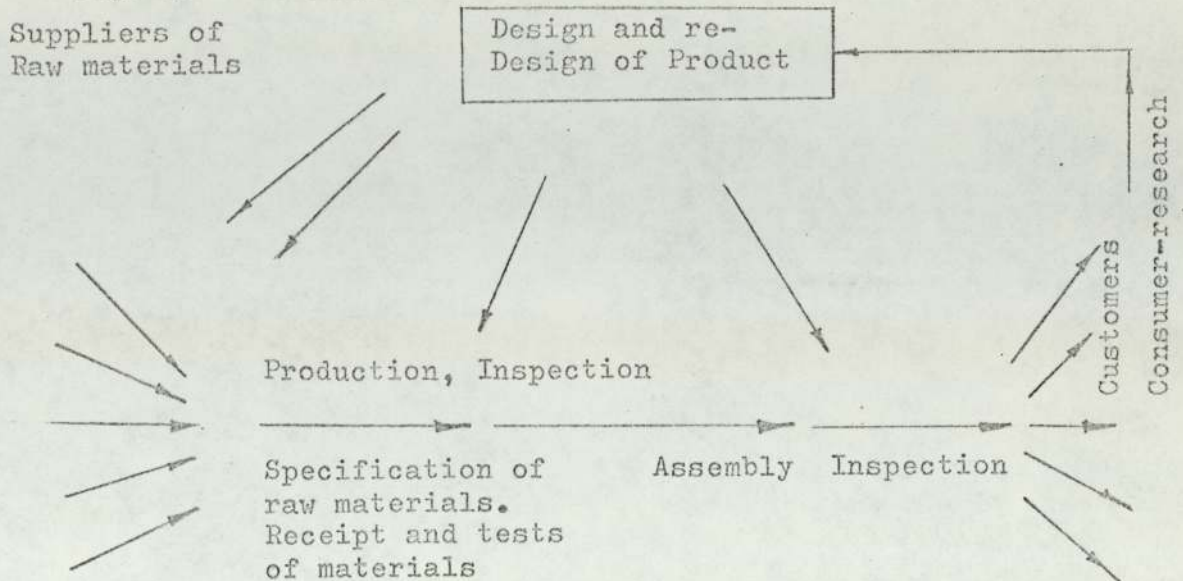 Suppliers of
Raw materials
Design and re-
Design of Product
Customers
Consumer-research
Production, Inspection
Specification of
raw materials.
Receipt and tests
of materials
Assembly Inspection